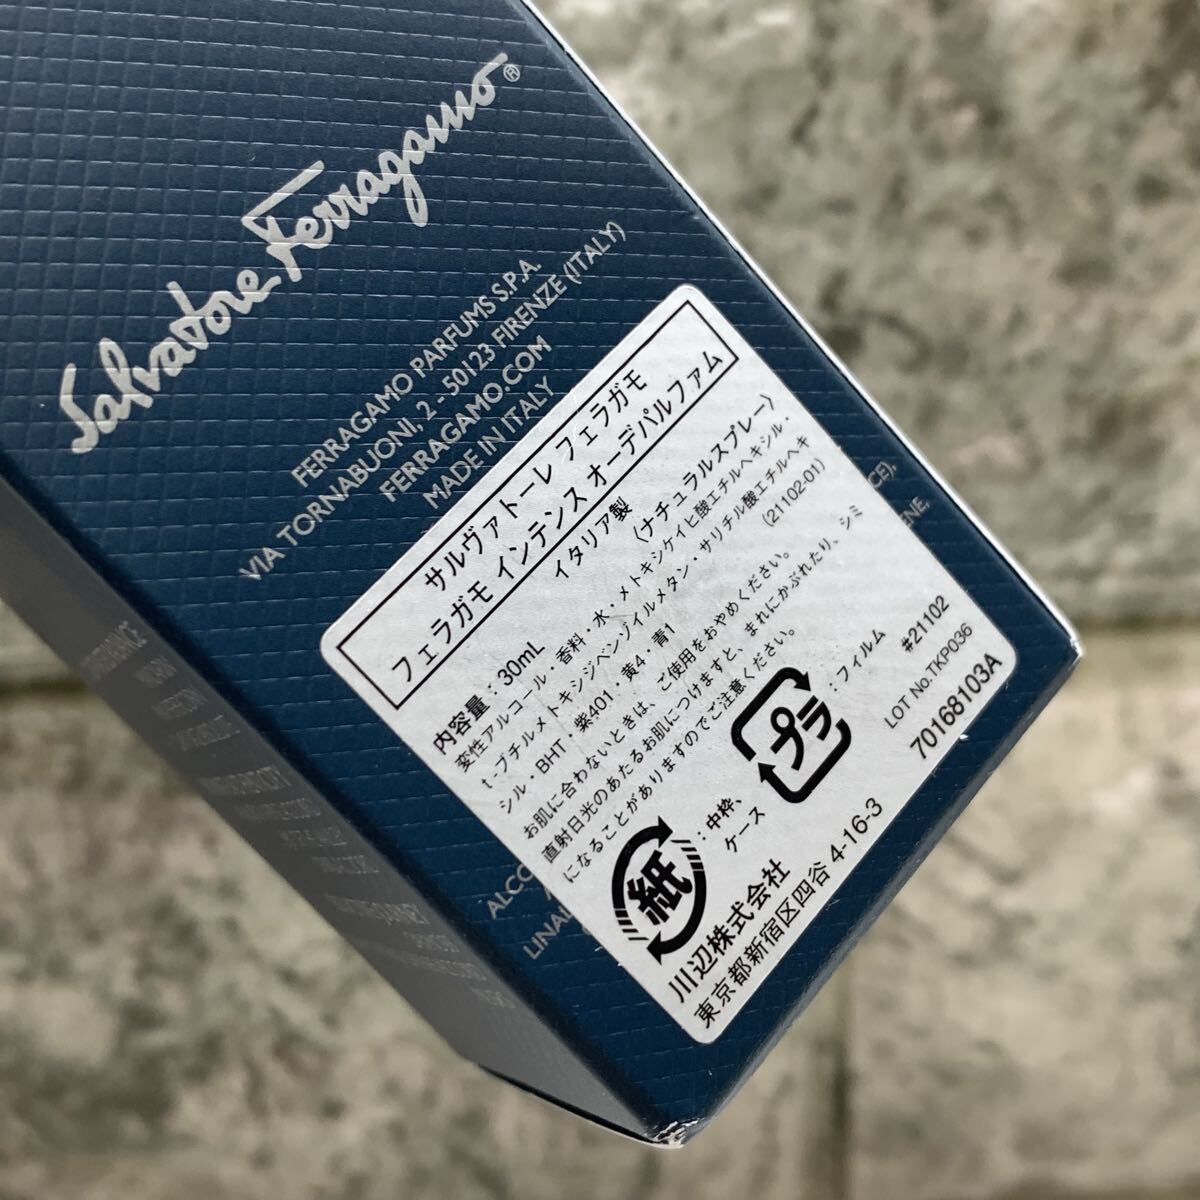 Salvatore Ferragamo®
FERRAGAMO PARFUMS S.P.A.
VIA TORNABUONI, 2 - 50123 FIRENZE (ITALY)
FERRAGAMO.COM
MADE IN ITALY
サルヴァトーレ フェラガモ
フェラガモ インテンス オーデパルファム
イタリア製 〈ナチュラルスプレー〉
内容量:30mL
変性アルコール・香料・水・メトキシケイヒ酸エチルヘキシル・
t-ブチルメトキシジベンゾイルメタン・サリチル酸エチルヘキ
シル・BHT・紫401・黄4・青1 (21102-01)
お肌に合わないときは、ご使用をおやめください。
直射日光のあたるお肌につけますと、まれにかぶれたり、シミ
になることがありますのでご注意ください。
紙
:中枠、
ケース
プラ
:フィルム
#21102
LOT No.TKP036
70168103A
川辺株式会社
東京都新宿区四谷 4-16-3
ALCO
LINAL
CE),
ENE,